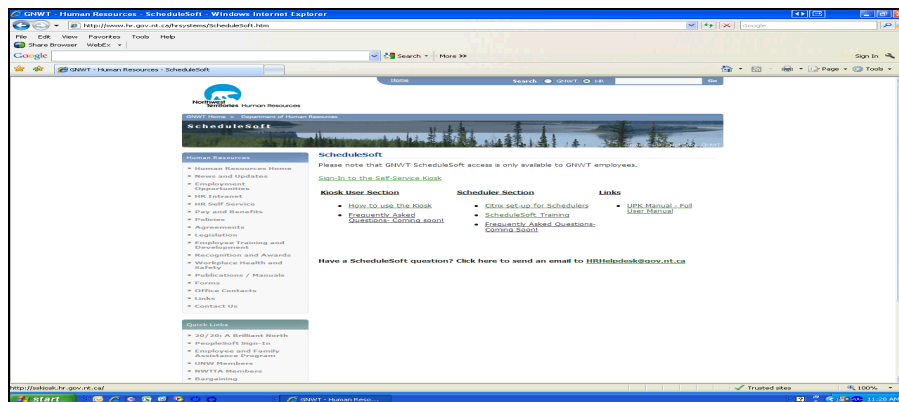 GNWT - Human Resources - ScheduleSoft - Windows Internet Explorer
http://www.hr.gov.nt.ca/hrsystems/ScheduleSoft.htm
Google
File Edit View Favorites Tools Help
Share Browser WebEx
Google Search More >> Sign In
GNWT - Human Resources - ScheduleSoft Page Tools
Home Search GNWT HR Go
Northwest
Territories Human Resources
GNWT Home > Department of Human Resources
ScheduleSoft
Human Resources
Human Resources Home
News and Updates
Employment
Opportunities
HR Intranet
HR Self Service
Pay and Benefits
Policies
Agreements
Legislation
Employee Training and
Development
Recognition and Awards
Workplace Health and
Safety
Publications / Manuals
Forms
Office Contacts
Links
Contact Us
Quick Links
20/20: A Brilliant North
PeopleSoft Sign-In
Employee and Family
Assistance Program
UNW Members
NWTTA Members
Bargaining
ScheduleSoft
Please note that GNWT ScheduleSoft access is only available to GNWT employees.
Sign-In to the Self-Service Kiosk
Kiosk User Section
How to use the Kiosk
Frequently Asked
Questions- Coming soon!
Scheduler Section
Citrix set-up for Schedulers
ScheduleSoft Training
Frequently Asked Questions-
Coming Soon!
Links
UPK Manual - Full
User Manual
Have a ScheduleSoft question? Click here to send an email to HRHelpdesk@gov.nt.ca
http://sskiosk.hr.gov.nt.ca/ Trusted sites 100%
start GNWT - Human Reso... 11:20 AM